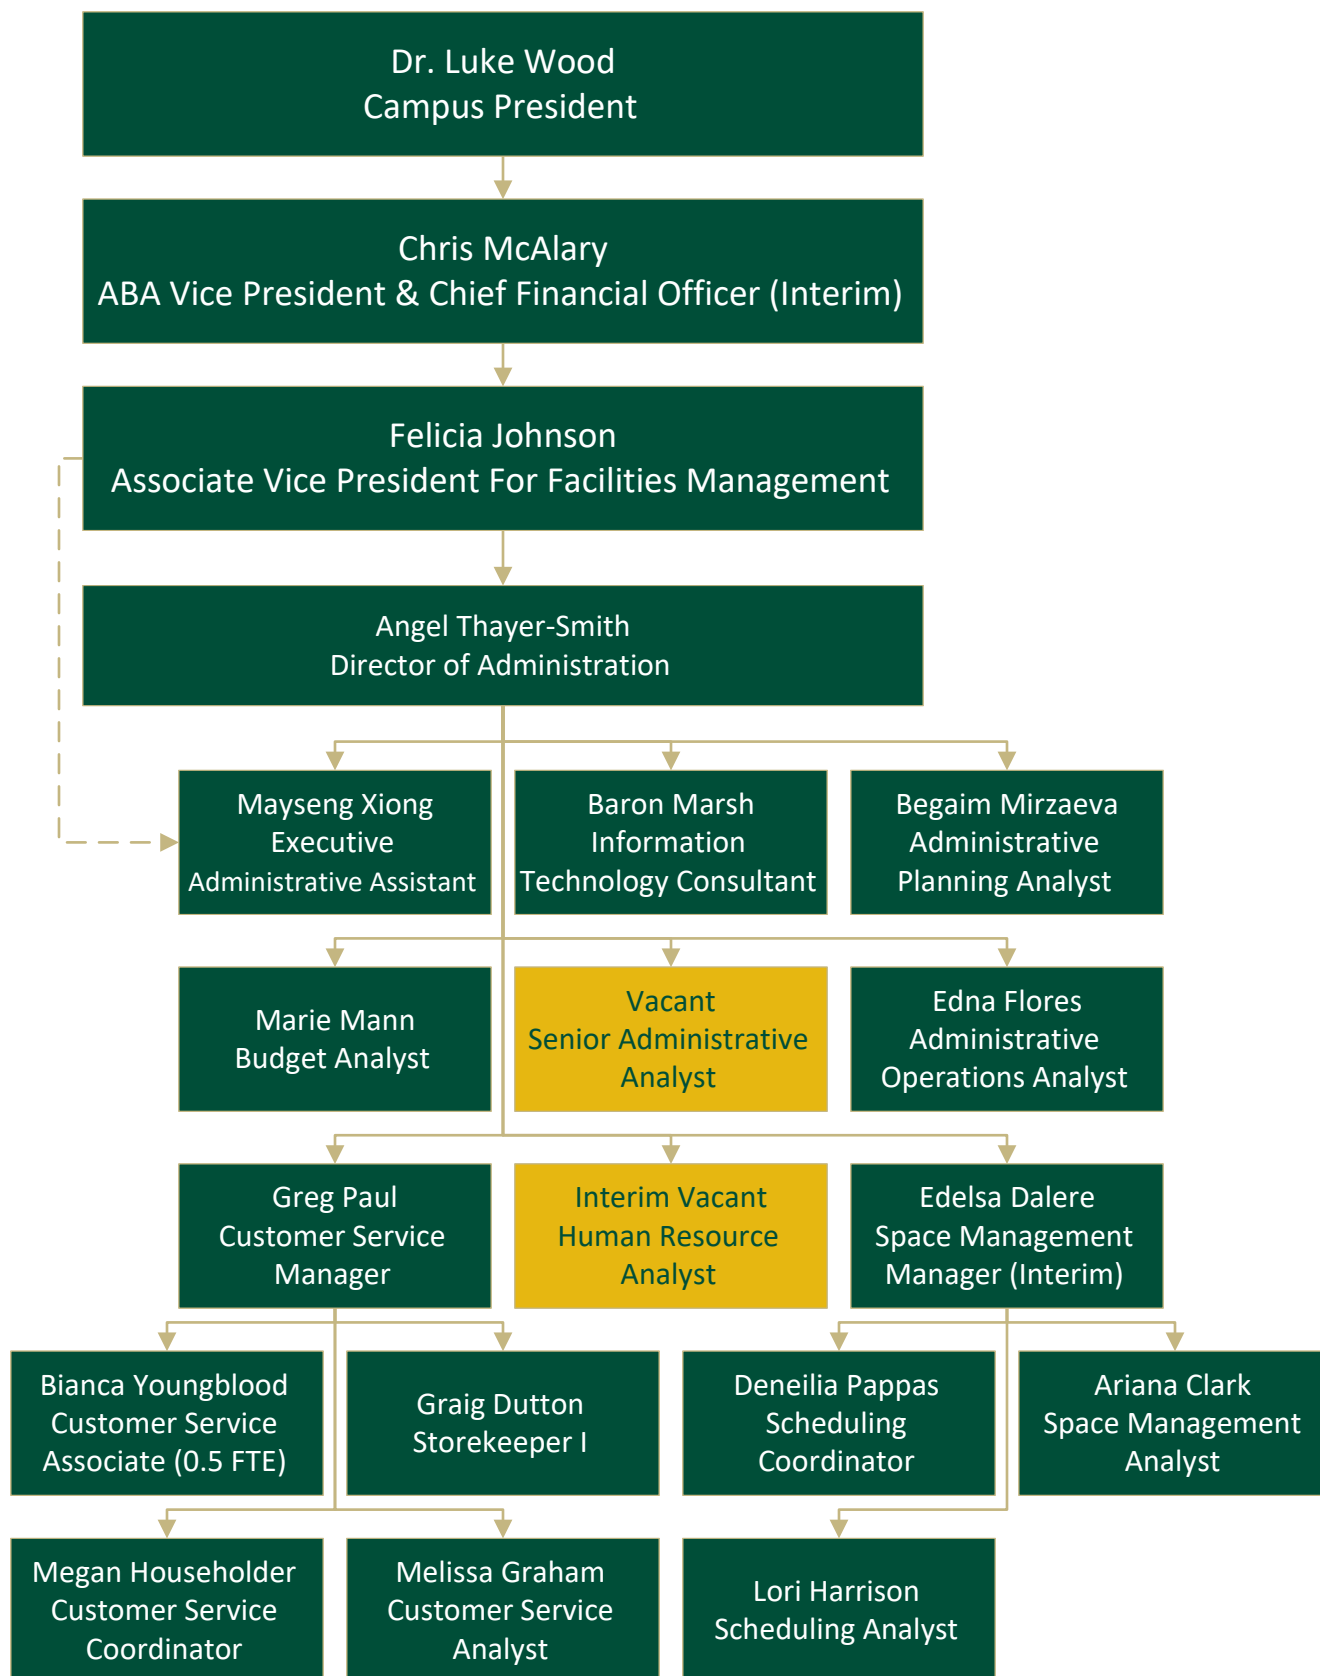 Dr. Luke Wood
Campus President
Chris McAlary
ABA Vice President & Chief Financial Officer (Interim)
Felicia Johnson
Associate Vice President For Facilities Management
Angel Thayer-Smith
Director of Administration
Mayseng Xiong
Executive
Administrative Assistant
Baron Marsh
Information
Technology Consultant
Begaim Mirzaeva
Administrative
Planning Analyst
Marie Mann
Budget Analyst
Vacant
Senior Administrative
Analyst
Edna Flores
Administrative
Operations Analyst
Greg Paul
Customer Service
Manager
Interim Vacant
Human Resource
Analyst
Edelsa Dalere
Space Management
Manager (Interim)
Bianca Youngblood
Customer Service
Associate (0.5 FTE)
Graig Dutton
Storekeeper I
Deneilia Pappas
Scheduling
Coordinator
Ariana Clark
Space Management
Analyst
Megan Householder
Customer Service
Coordinator
Melissa Graham
Customer Service
Analyst
Lori Harrison
Scheduling Analyst